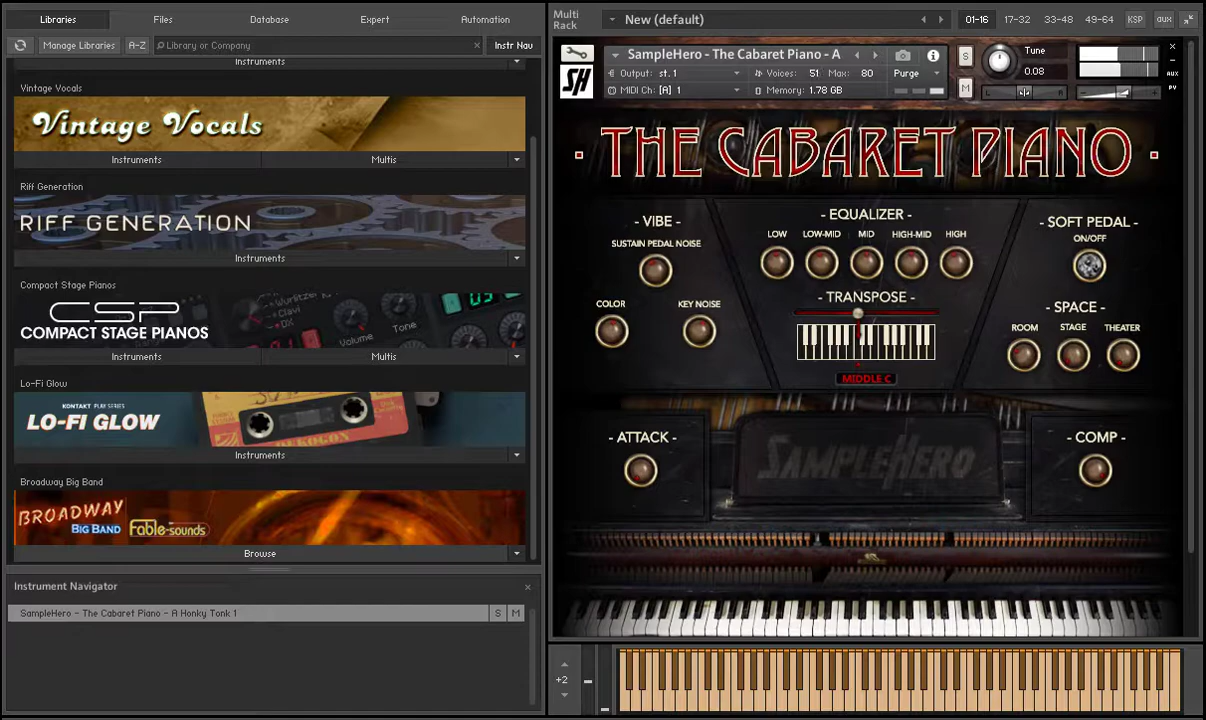 Libraries Files Database Expert Automation
Manage Libraries A-Z Library or Company × Instr Nav
Instruments
Vintage Vocals
Vintage Vocals
Instruments Multis
Riff Generation
RIFF GENERATION
Instruments
Compact Stage Pianos
CSP
COMPACT STAGE PIANOS
Wurlitzer
Clavi
DX
Volume
Tone
Instruments Multis
Lo-Fi Glow
KONTAKT PLAY SERIES
LO-FI GLOW
Instruments
Broadway Big Band
BROADWAY
BIG BAND Fable-sounds
Browse
Instrument Navigator ×
SampleHero - The Cabaret Piano - A Honky Tonk 1 S M
Multi
Rack
New (default) 01-16 17-32 33-48 49-64 KSP aux
SH
SampleHero - The Cabaret Piano - A
Output: st.1 Voices: 51 Max: 80 Purge
MIDI Ch: [A] 1 Memory: 1.78 GB
S
M
Tune
0.08
L R
- +
×
AUX
PV
THE CABARET PIANO
- VIBE -
SUSTAIN PEDAL NOISE
COLOR KEY NOISE
- EQUALIZER -
LOW LOW-MID MID HIGH-MID HIGH
- TRANSPOSE -
MIDDLE C
- SOFT PEDAL -
ON/OFF
- SPACE -
ROOM STAGE THEATER
- ATTACK -
SAMPLEHERO
- COMP -
+2